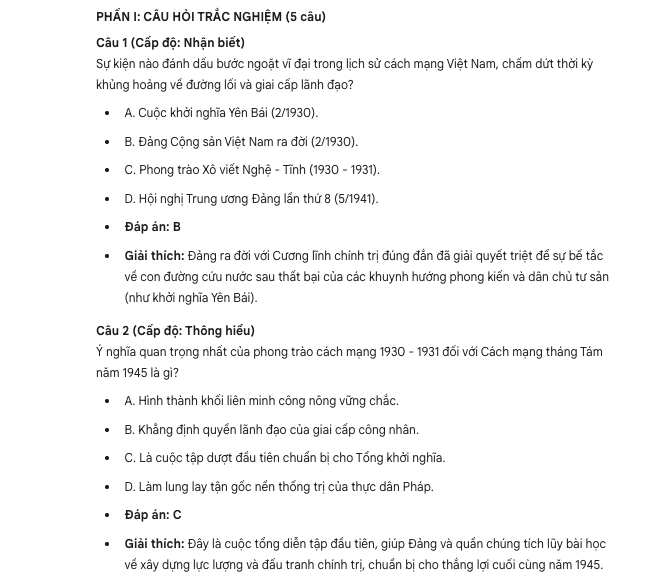 PHẦN I: CÂU HỎI TRẮC NGHIỆM (5 câu)
Câu 1 (Cấp độ: Nhận biết)
Sự kiện nào đánh dấu bước ngoặt vĩ đại trong lịch sử cách mạng Việt Nam, chấm dứt thời kỳ
khủng hoảng về đường lối và giai cấp lãnh đạo?
• A. Cuộc khởi nghĩa Yên Bái (2/1930).
• B. Đảng Cộng sản Việt Nam ra đời (2/1930).
• C. Phong trào Xô viết Nghệ - Tĩnh (1930 - 1931).
• D. Hội nghị Trung ương Đảng lần thứ 8 (5/1941).
• Đáp án: B
• Giải thích: Đảng ra đời với Cương lĩnh chính trị đúng đắn đã giải quyết triệt để sự bế tắc
về con đường cứu nước sau thất bại của các khuynh hướng phong kiến và dân chủ tư sản
(như khởi nghĩa Yên Bái).
Câu 2 (Cấp độ: Thông hiểu)
Ý nghĩa quan trọng nhất của phong trào cách mạng 1930 - 1931 đối với Cách mạng tháng Tám
năm 1945 là gì?
• A. Hình thành khối liên minh công nông vững chắc.
• B. Khẳng định quyền lãnh đạo của giai cấp công nhân.
• C. Là cuộc tập dượt đầu tiên chuẩn bị cho Tổng khởi nghĩa.
• D. Làm lung lay tận gốc nền thống trị của thực dân Pháp.
• Đáp án: C
• Giải thích: Đây là cuộc tổng diễn tập đầu tiên, giúp Đảng và quần chúng tích lũy bài học
về xây dựng lực lượng và đấu tranh chính trị, chuẩn bị cho thắng lợi cuối cùng năm 1945.